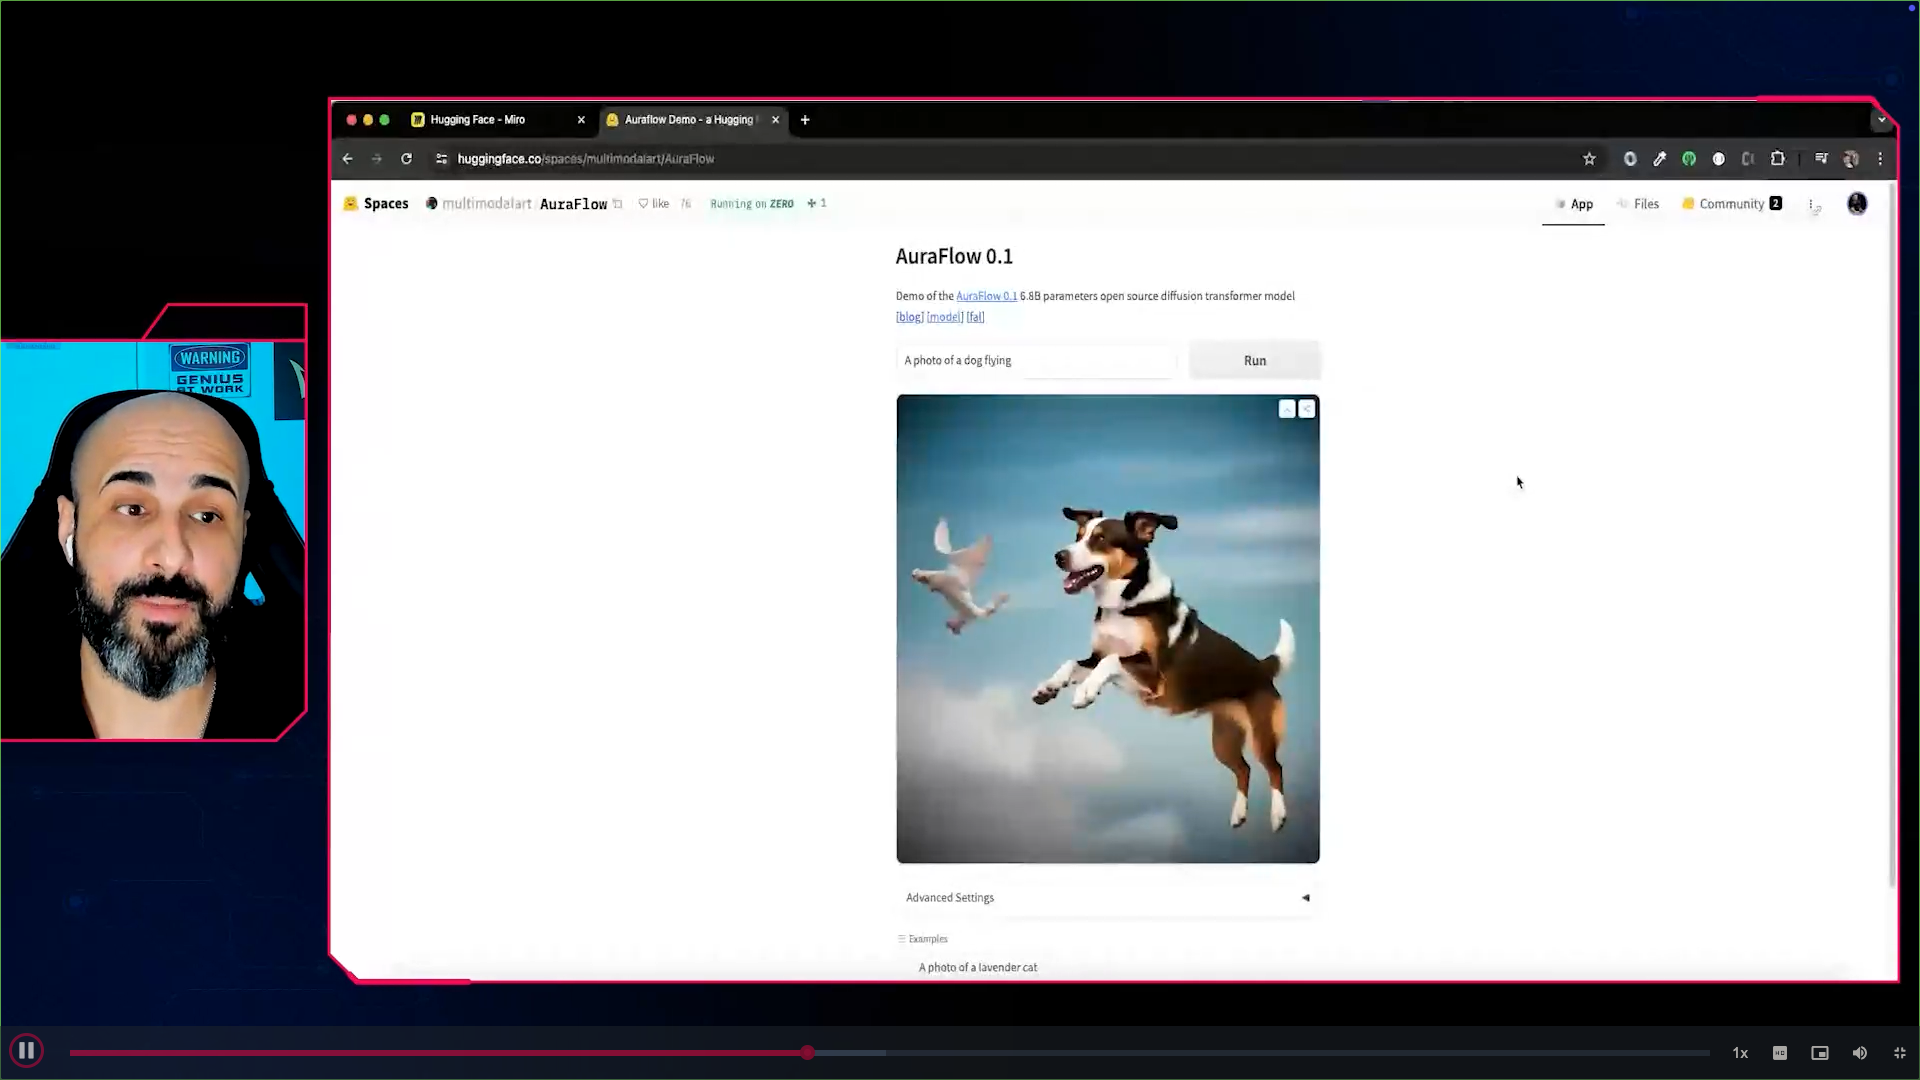 Hugging Face - Miro
Auraflow Demo - a Hugging
huggingface.co/spaces/multimodalart/AuraFlow
Spaces
multimodalart AuraFlow
like 76
Running on ZERO
1
App
Files
Community 2
AuraFlow 0.1
Demo of the AuraFlow 0.1 6.8B parameters open source diffusion transformer model
[blog] [model] [fal]
A photo of a dog flying
Run
WARNING
GENIUS
AT WORK
Advanced Settings
Examples
A photo of a lavender cat
1x